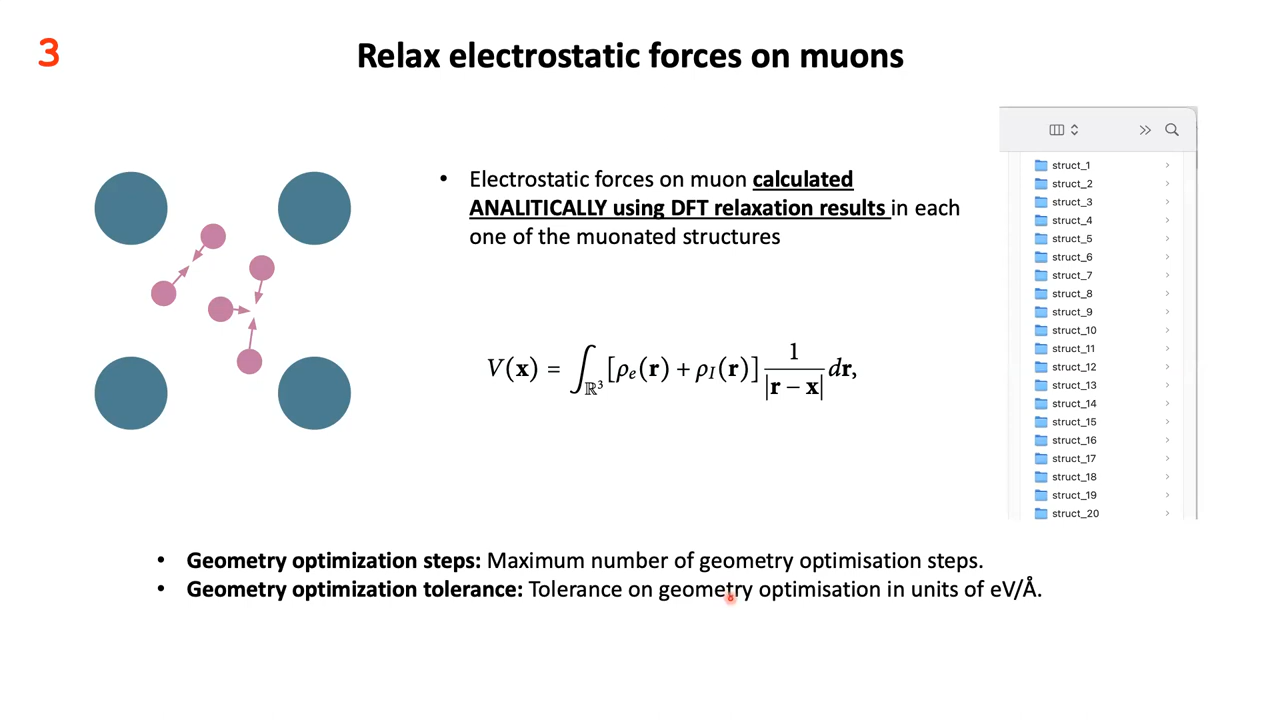 3
Relax electrostatic forces on muons
• Electrostatic forces on muon calculated
ANALITICALLY using DFT relaxation results in each
one of the muonated structures
V(x) = ∫_ℝ³ [ρₑ(r) + ρ_I(r)] 1/|r − x| dr,
struct_1
struct_2
struct_3
struct_4
struct_5
struct_6
struct_7
struct_8
struct_9
struct_10
struct_11
struct_12
struct_13
struct_14
struct_15
struct_16
struct_17
struct_18
struct_19
struct_20
• Geometry optimization steps: Maximum number of geometry optimisation steps.
• Geometry optimization tolerance: Tolerance on geometry optimisation in units of eV/Å.